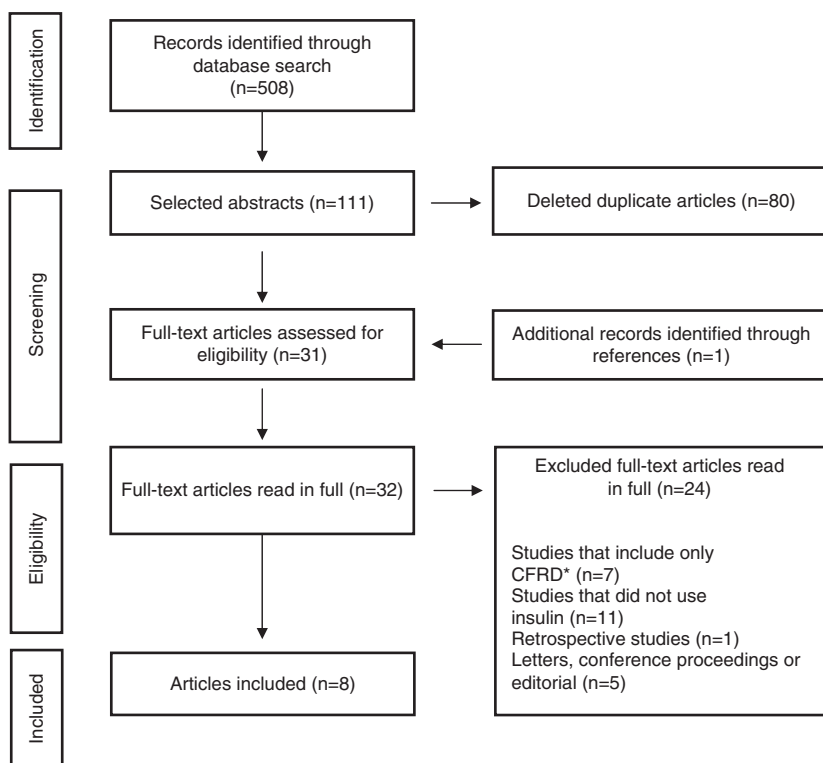 Identification
Records identified through
database search
(n=508)
Screening
Selected abstracts (n=111)
Deleted duplicate articles (n=80)
Full-text articles assessed for
eligibility (n=31)
Additional records identified through
references (n=1)
Eligibility
Full-text articles read in full (n=32)
Excluded full-text articles read
in full (n=24)
Studies that include only
CFRD* (n=7)
Studies that did not use
insulin (n=11)
Retrospective studies (n=1)
Letters, conference proceedings or
editorial (n=5)
Included
Articles included (n=8)